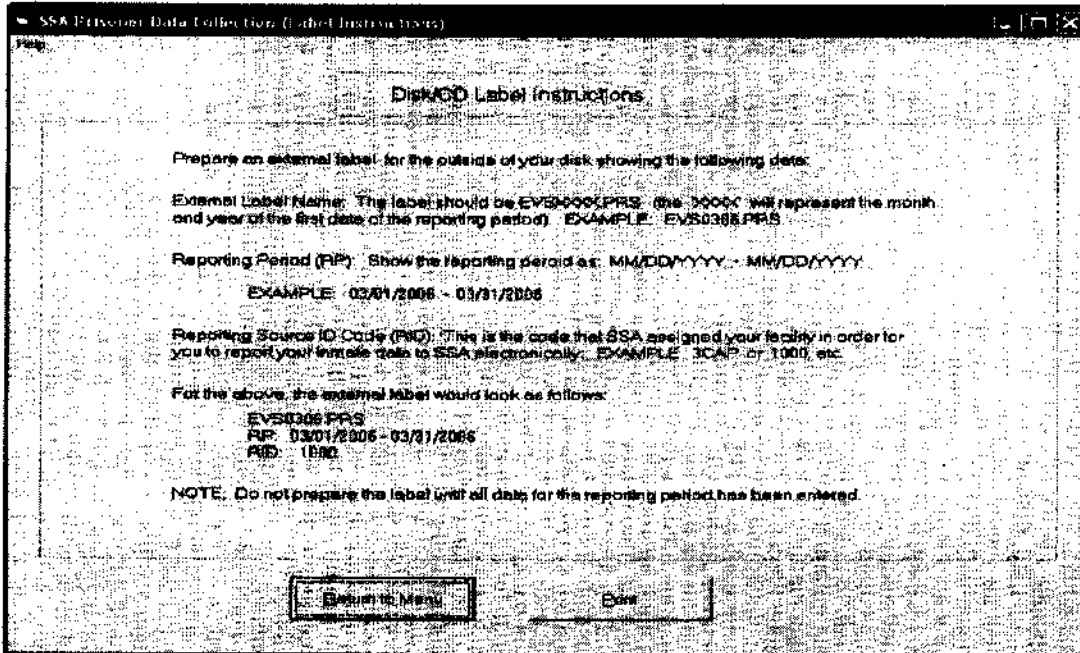 SSA Prisoner Data Collection (Label Instructions)
Help
Disk/CD Label Instructions
Prepare an external label for the outside of your disk showing the following data:
External Label Name: The label should be EVSXXXX.PRS (the XXXX will represent the month
and year of the first date of the reporting period). EXAMPLE: EVS0306.PRS
Reporting Period (RP): Show the reporting peroid as: MM/DD/YYYY - MM/DD/YYYY
EXAMPLE: 03/01/2006 - 03/31/2006
Reporting Source ID Code (RID): This is the code that SSA assigned your facility in order for
you to report your inmate data to SSA electronically: EXAMPLE: 3CAP or 1000, etc.
For the above, the external label would look as follows:
EVS0306.PRS
RP: 03/01/2006 - 03/31/2006
RID: 1000
NOTE: Do not prepare the label until all data for the reporting period has been entered.
Return to Menu
Print